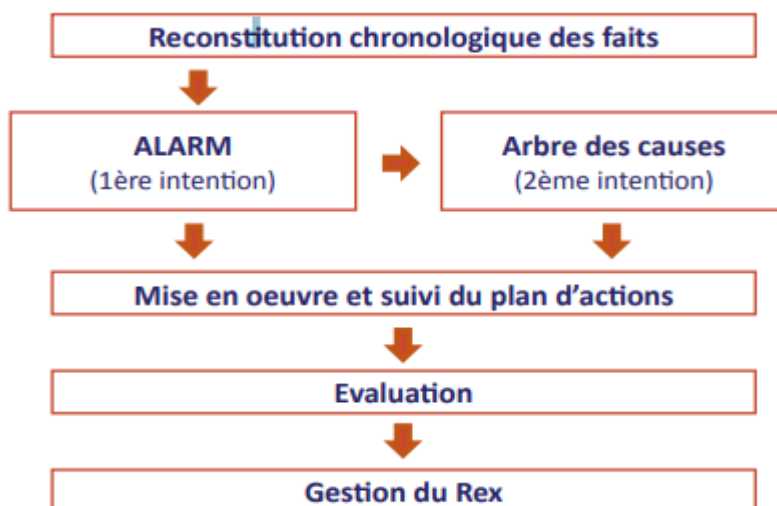 Reconstitution chronologique des faits
ALARM
(1ère intention)
Arbre des causes
(2ème intention)
Mise en oeuvre et suivi du plan d'actions
Evaluation
Gestion du Rex